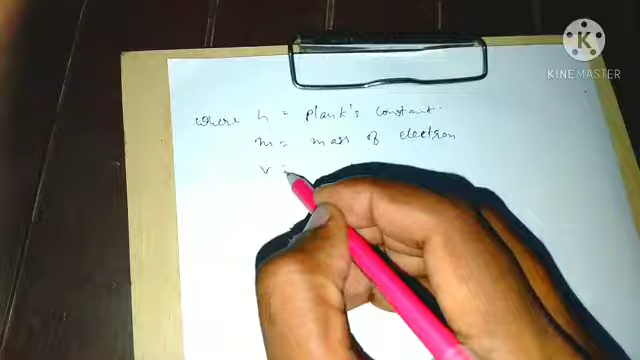 K
KINEMASTER
where h = plank's constant.
m = mass of electron
v =